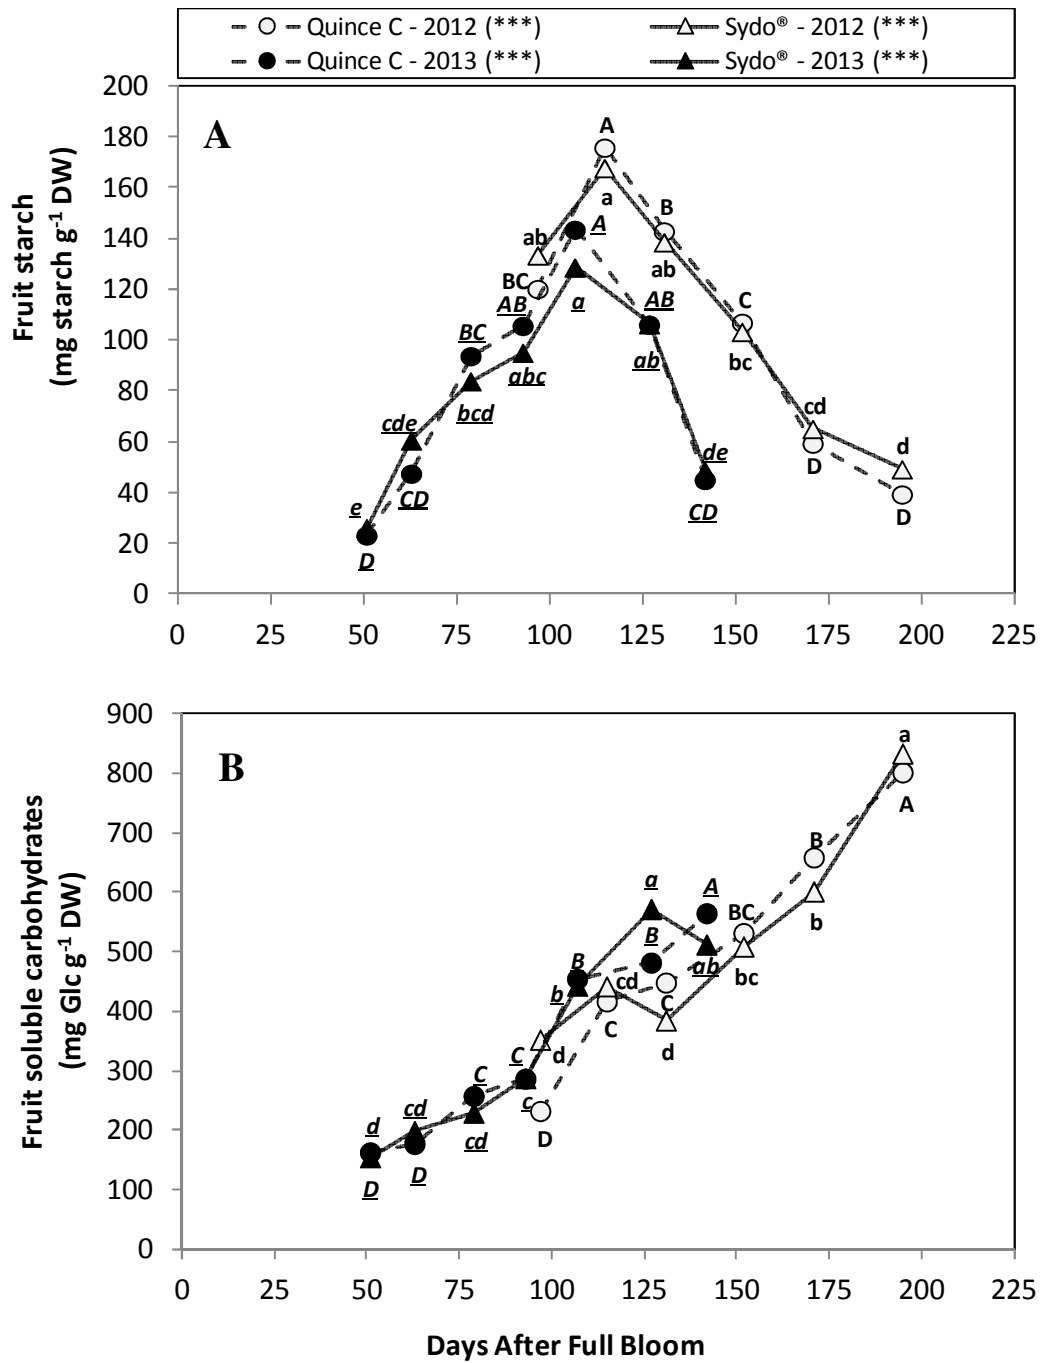 Quince C - 2012 (***) Sydo® - 2012 (***)
Quince C - 2013 (***) Sydo® - 2013 (***)
A
Fruit starch
(mg starch g-1 DW)
200
180
160
140
120
100
80
60
40
20
0
0 25 50 75 100 125 150 175 200 225
A
a
ab
B
A
BC
ab
AB
a
AB
C
BC
abc
ab
bc
bcd
cde
cd
de
d
CD
D
e
CD
D
D
B
Fruit soluble carbohydrates
(mg Glc g-1 DW)
900
800
700
600
500
400
300
200
100
0
0 25 50 75 100 125 150 175 200 225
a
A
B
a
A
b
B
BC
B
ab
bc
cd
b
C
C
d
C
d
C
c
cd
d
cd
D
D
D
Days After Full Bloom